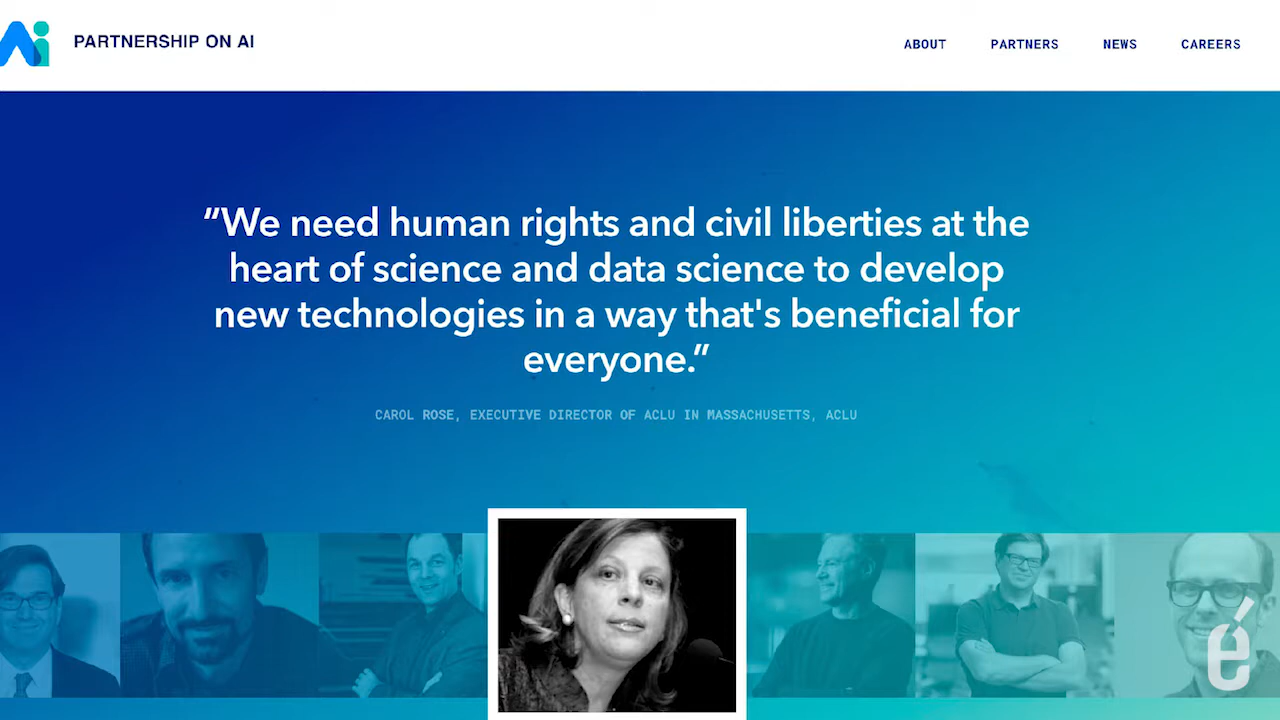 Ai
PARTNERSHIP ON AI
ABOUT
PARTNERS
NEWS
CAREERS
“We need human rights and civil liberties at the
heart of science and data science to develop
new technologies in a way that's beneficial for
everyone.”
CAROL ROSE, EXECUTIVE DIRECTOR OF ACLU IN MASSACHUSETTS, ACLU
é